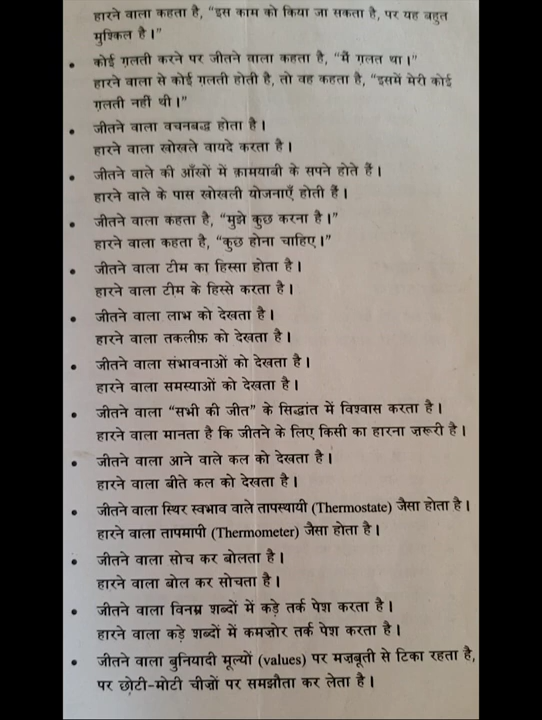 हारने वाला कहता है, “इस काम को किया जा सकता है, पर यह बहुत
मुश्किल है।”
• कोई ग़लती करने पर जीतने वाला कहता है, “मैं ग़लत था।”
हारने वाला से कोई ग़लती होती है, तो वह कहता है, “इसमें मेरी कोई
ग़लती नहीं थी।”
• जीतने वाला वचनबद्ध होता है।
हारने वाला खोखले वायदे करता है।
• जीतने वाले की आँखों में क़ामयाबी के सपने होते हैं।
हारने वाले के पास खोखली योजनाएँ होती हैं।
• जीतने वाला कहता है, “मुझे कुछ करना है।”
हारने वाला कहता है, “कुछ होना चाहिए।”
• जीतने वाला टीम का हिस्सा होता है।
हारने वाला टीम के हिस्से करता है।
• जीतने वाला लाभ को देखता है।
हारने वाला तकलीफ़ को देखता है।
• जीतने वाला संभावनाओं को देखता है।
हारने वाला समस्याओं को देखता है।
• जीतने वाला “सभी की जीत” के सिद्धांत में विश्वास करता है।
हारने वाला मानता है कि जीतने के लिए किसी का हारना ज़रूरी है।
• जीतने वाला आने वाले कल को देखता है।
हारने वाला बीते कल को देखता है।
• जीतने वाला स्थिर स्वभाव वाले तापस्थायी (Thermostate) जैसा होता है।
हारने वाला तापमापी (Thermometer) जैसा होता है।
• जीतने वाला सोच कर बोलता है।
हारने वाला बोल कर सोचता है।
• जीतने वाला विनम्र शब्दों में कड़े तर्क पेश करता है।
हारने वाला कड़े शब्दों में कमज़ोर तर्क पेश करता है।
• जीतने वाला बुनियादी मूल्यों (values) पर मज़बूती से टिका रहता है,
पर छोटी-मोटी चीज़ों पर समझौता कर लेता है।